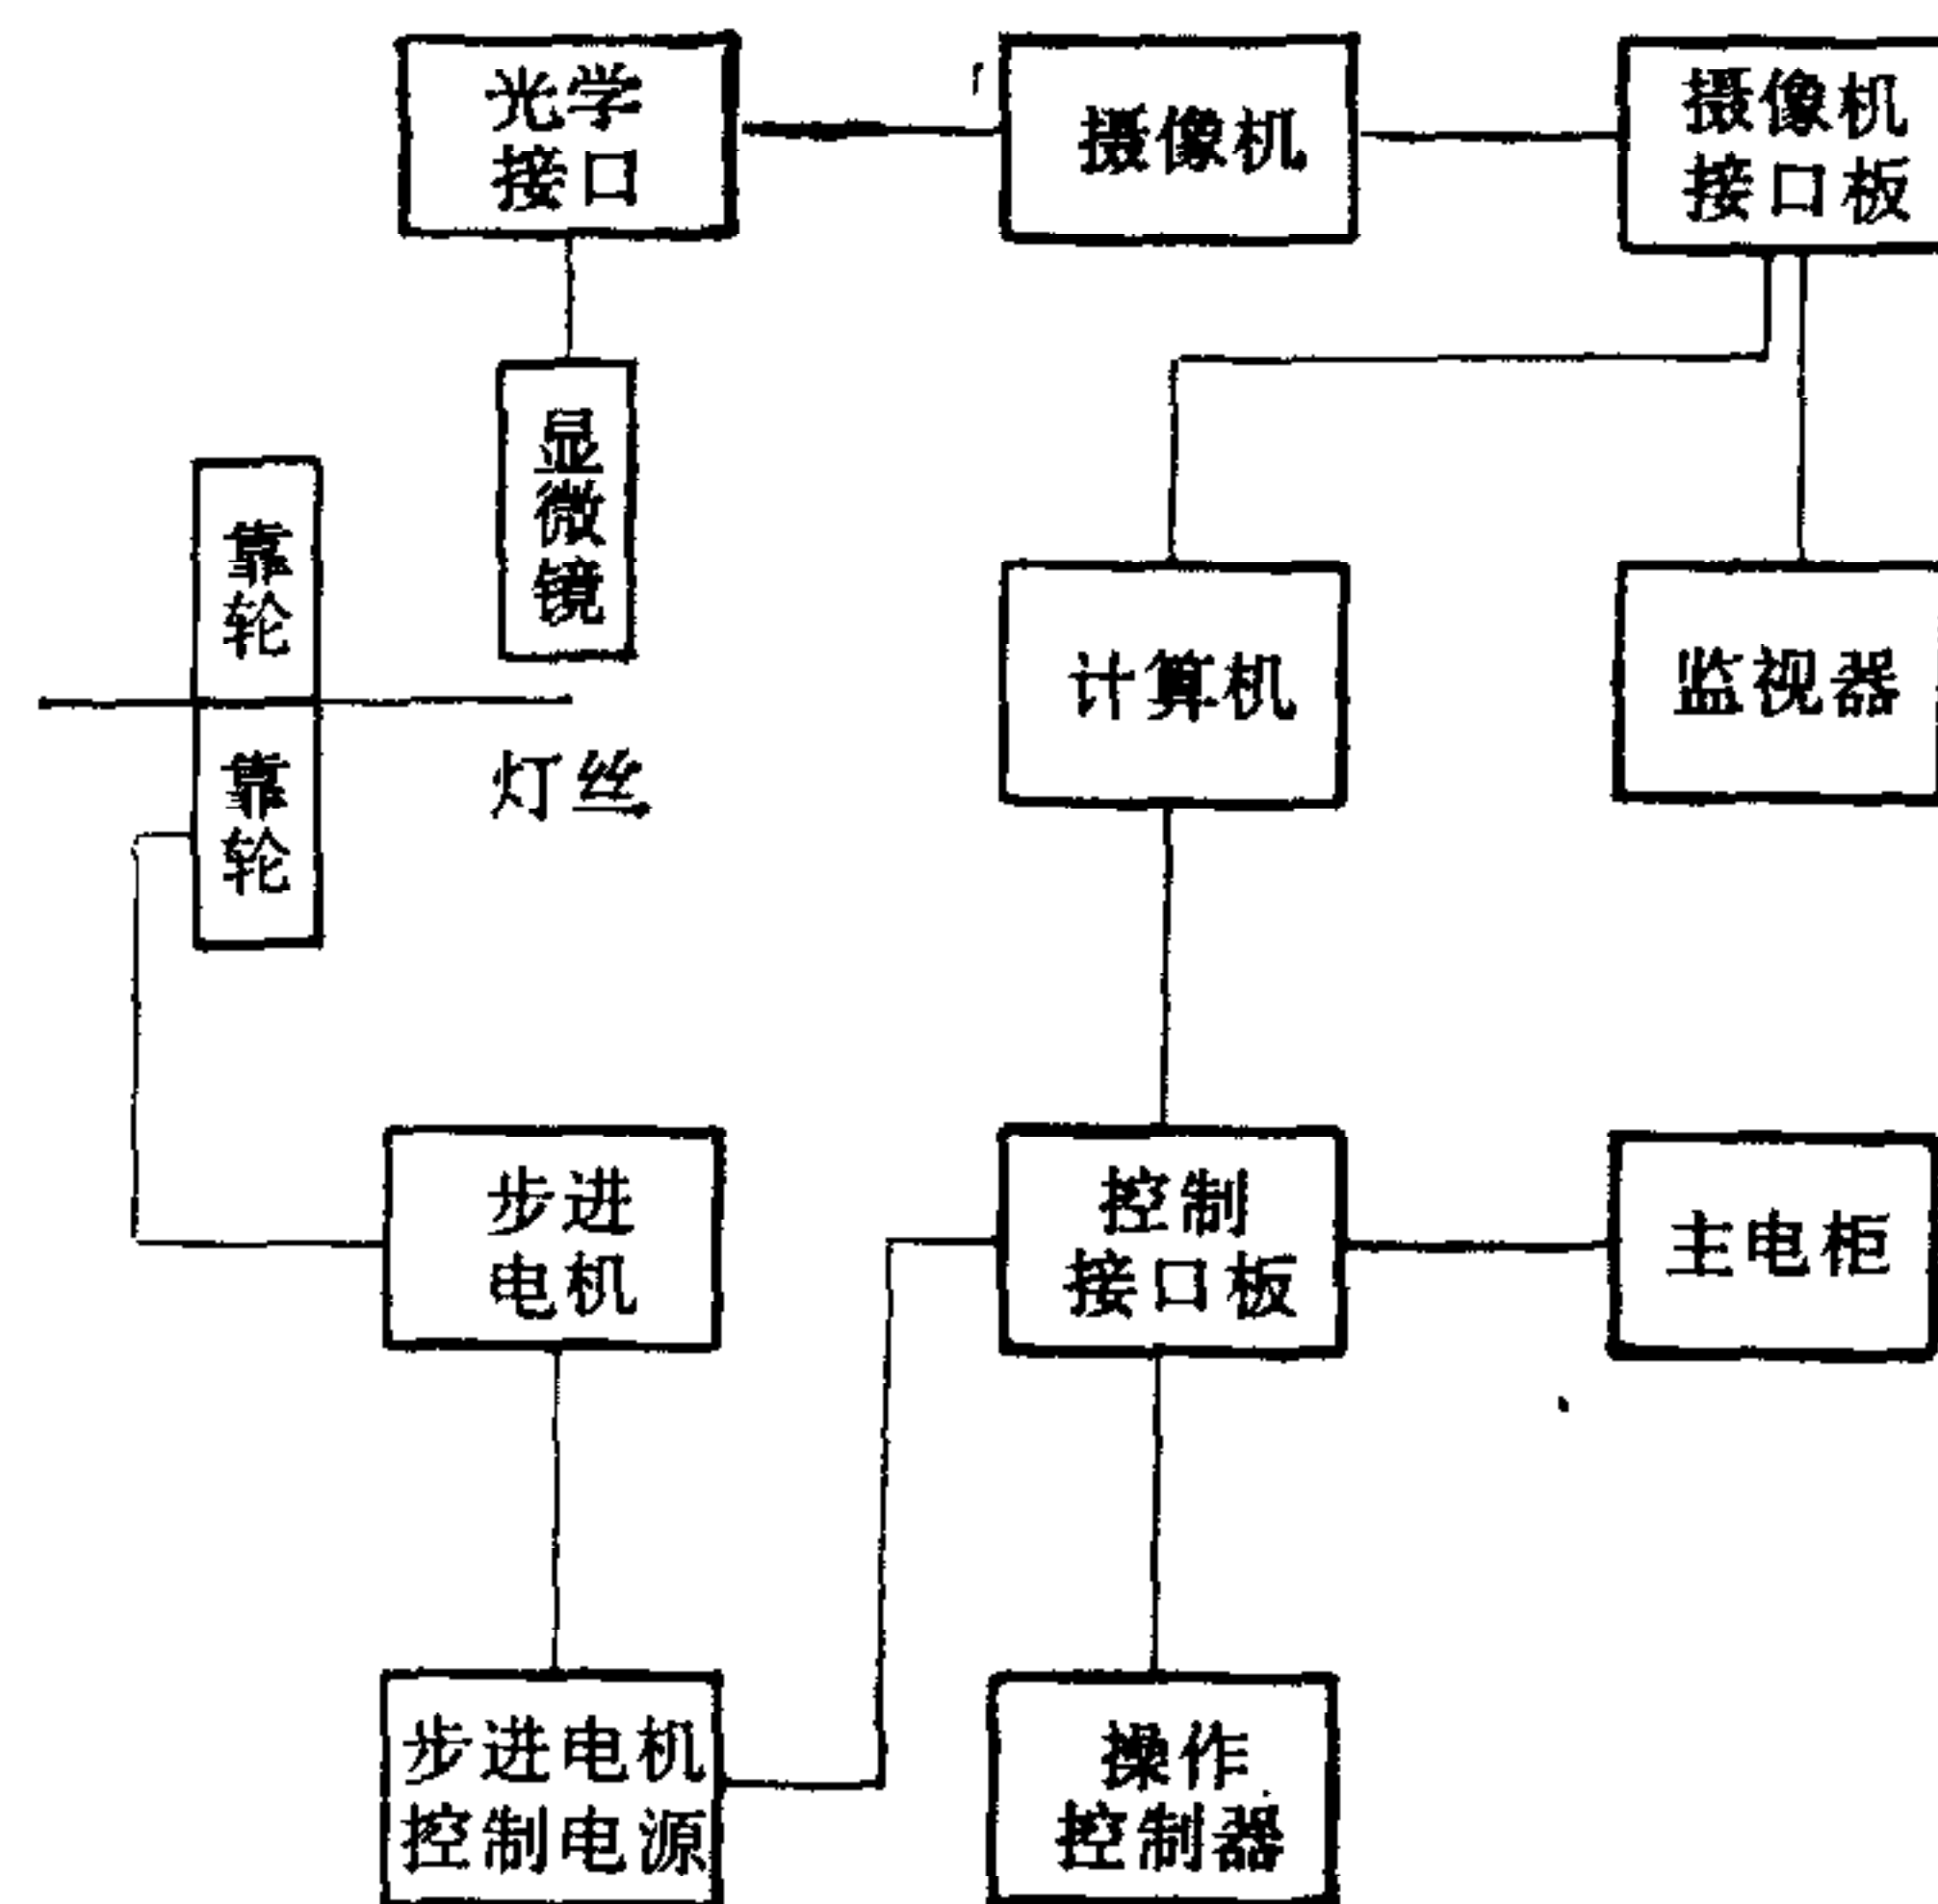 光学
接口
摄像机
摄像机
接口板
显
微
镜
靠
轮
靠
轮
灯丝
计算机
监视器
步进
电机
控制
接口板
主电柜
步进电机
控制电源
操作
控制器